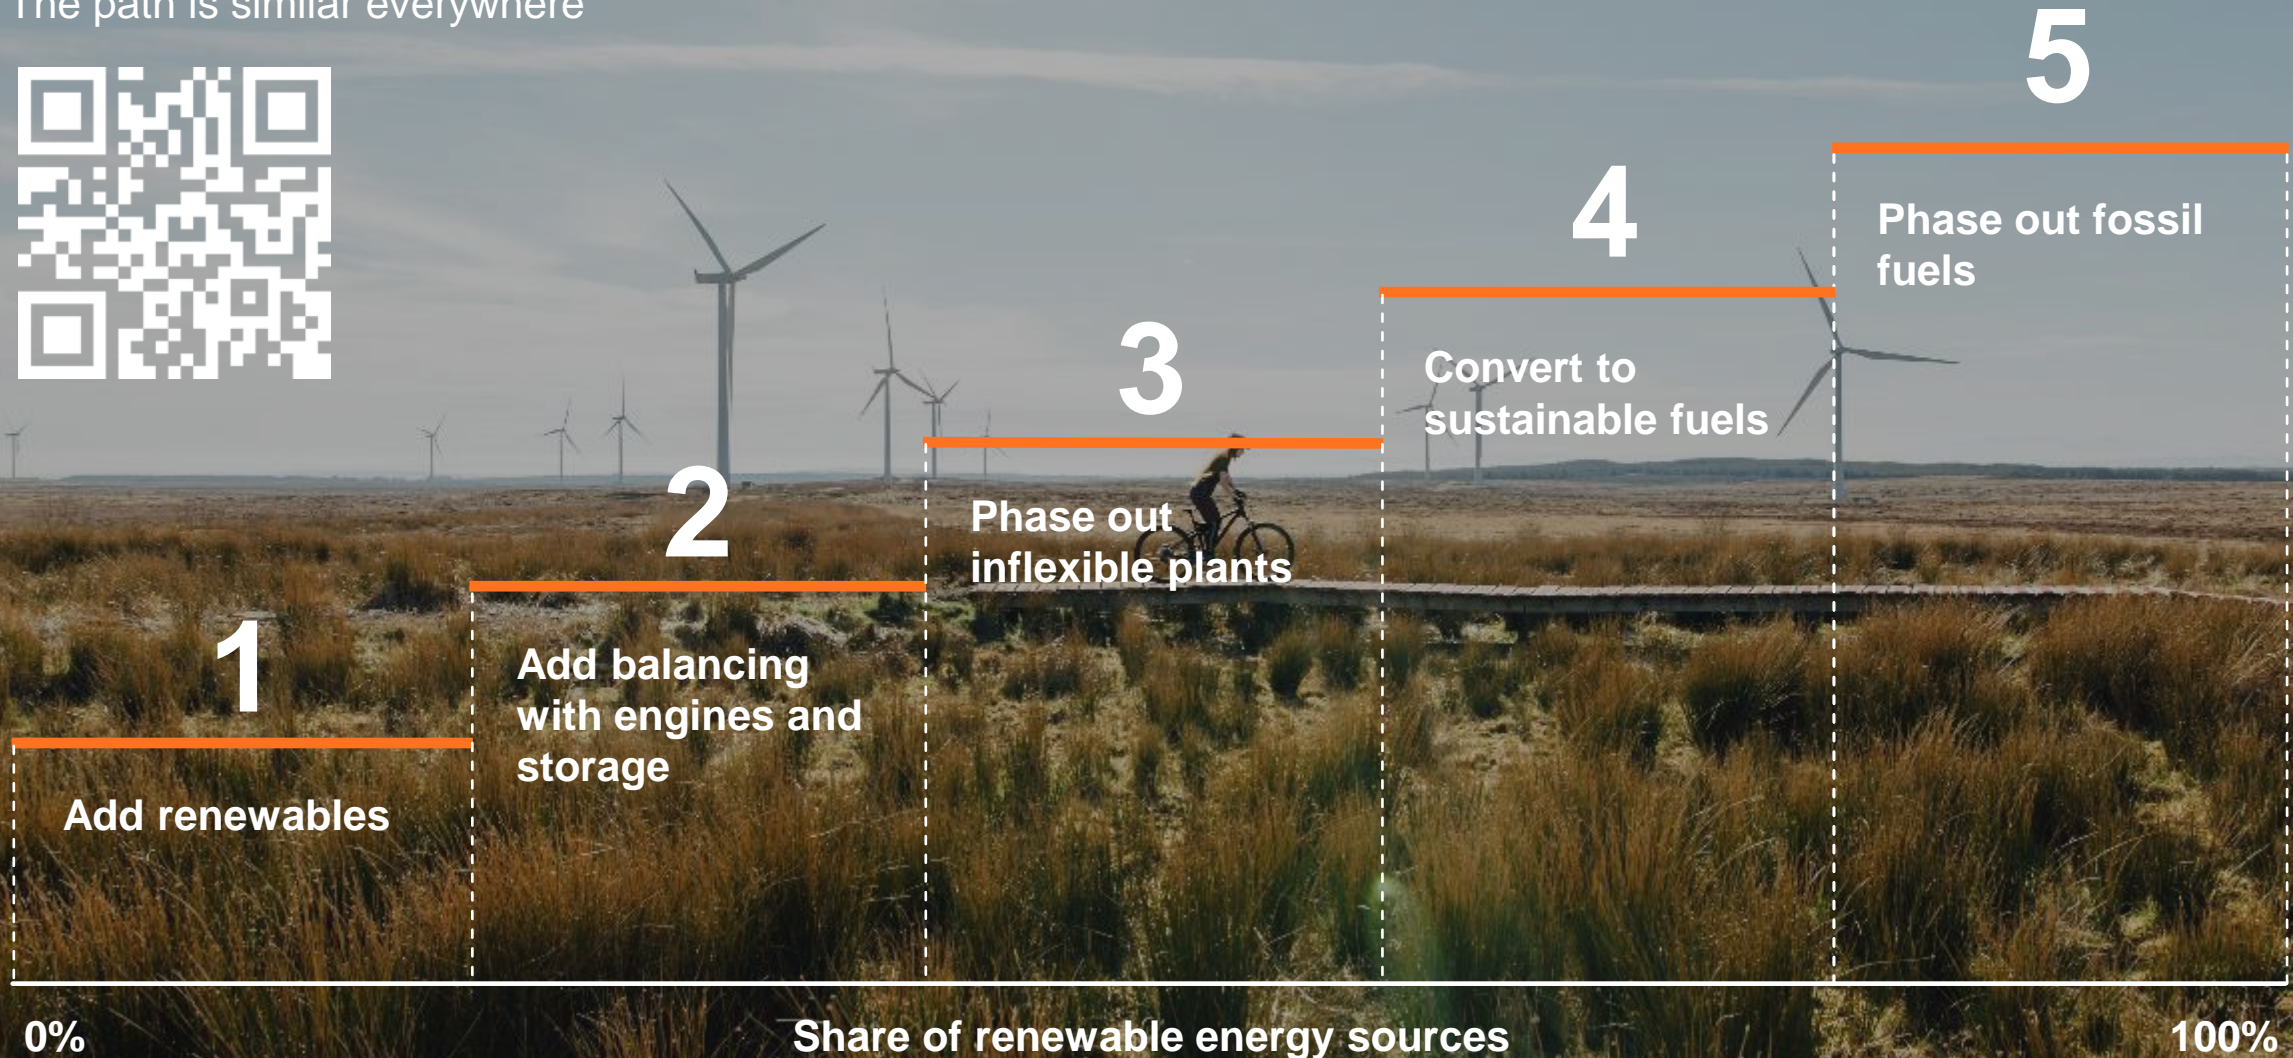 The path is similar everywhere
1
Add renewables
2
Add balancing
with engines and
storage
3
Phase out
inflexible plants
4
Convert to
sustainable fuels
5
Phase out fossil
fuels
0%
Share of renewable energy sources
100%